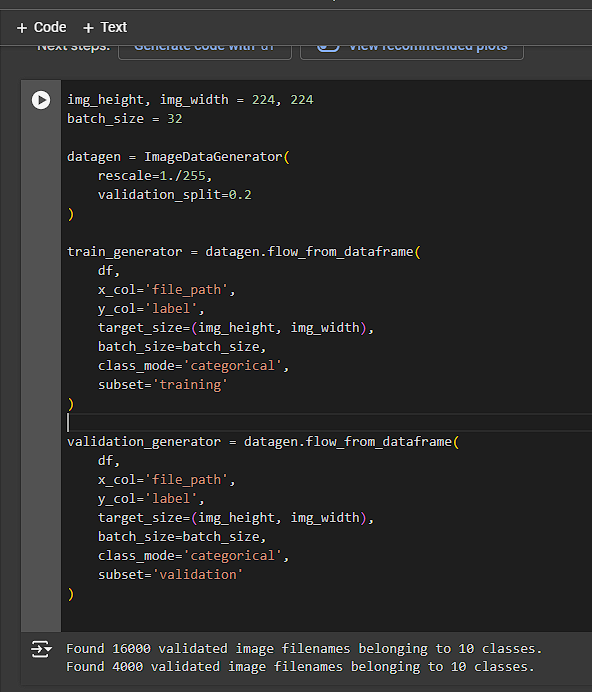 + Code + Text
Next steps: Generate code with df View recommended plots
img_height, img_width = 224, 224
batch_size = 32
datagen = ImageDataGenerator(
    rescale=1./255,
    validation_split=0.2
)
train_generator = datagen.flow_from_dataframe(
    df,
    x_col='file_path',
    y_col='label',
    target_size=(img_height, img_width),
    batch_size=batch_size,
    class_mode='categorical',
    subset='training'
)
validation_generator = datagen.flow_from_dataframe(
    df,
    x_col='file_path',
    y_col='label',
    target_size=(img_height, img_width),
    batch_size=batch_size,
    class_mode='categorical',
    subset='validation'
)
Found 16000 validated image filenames belonging to 10 classes.
Found 4000 validated image filenames belonging to 10 classes.